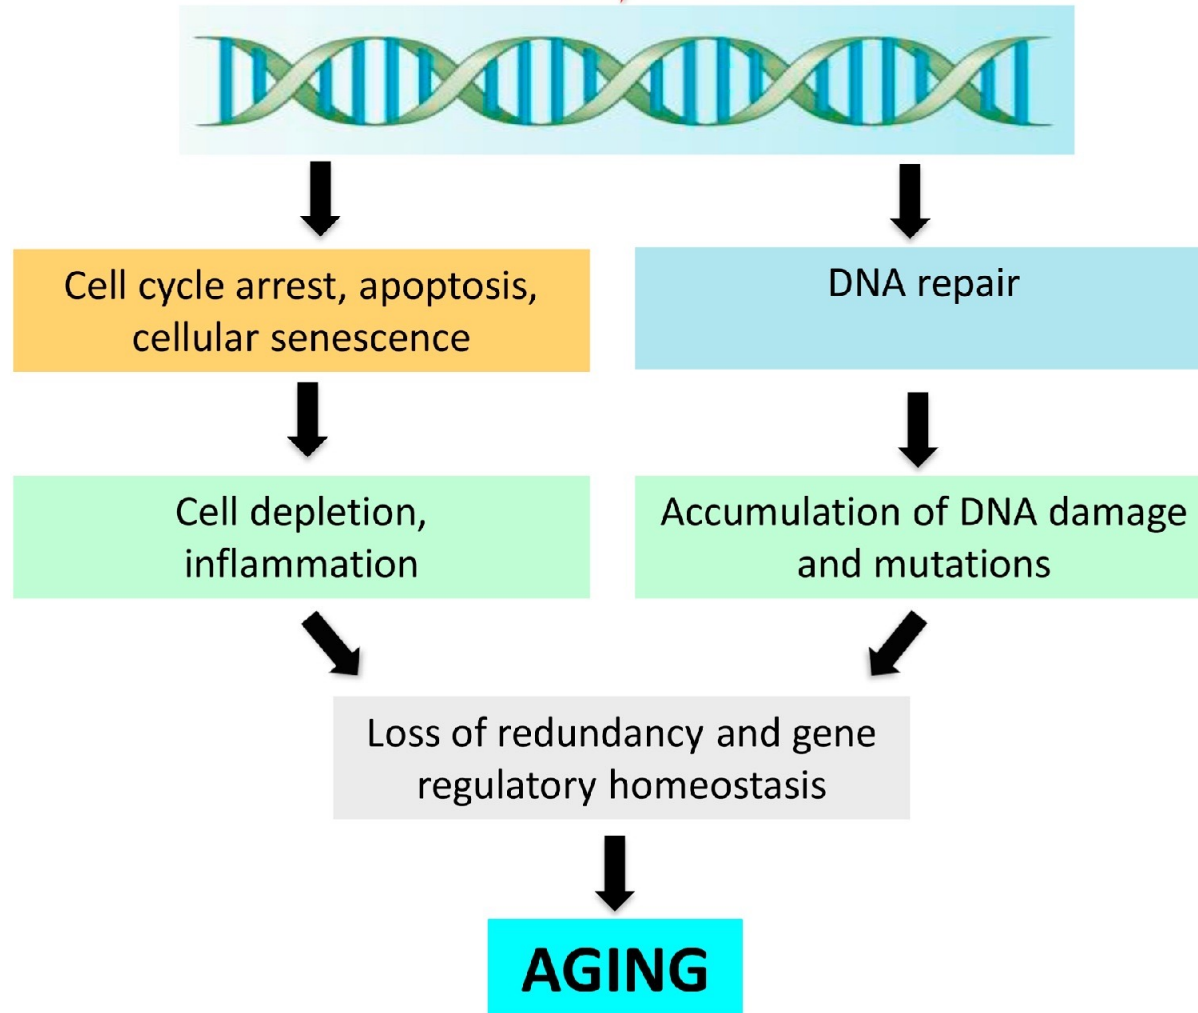 Cell cycle arrest, apoptosis,
cellular senescence
DNA repair
Cell depletion,
inflammation
Accumulation of DNA damage
and mutations
Loss of redundancy and gene
regulatory homeostasis
AGING